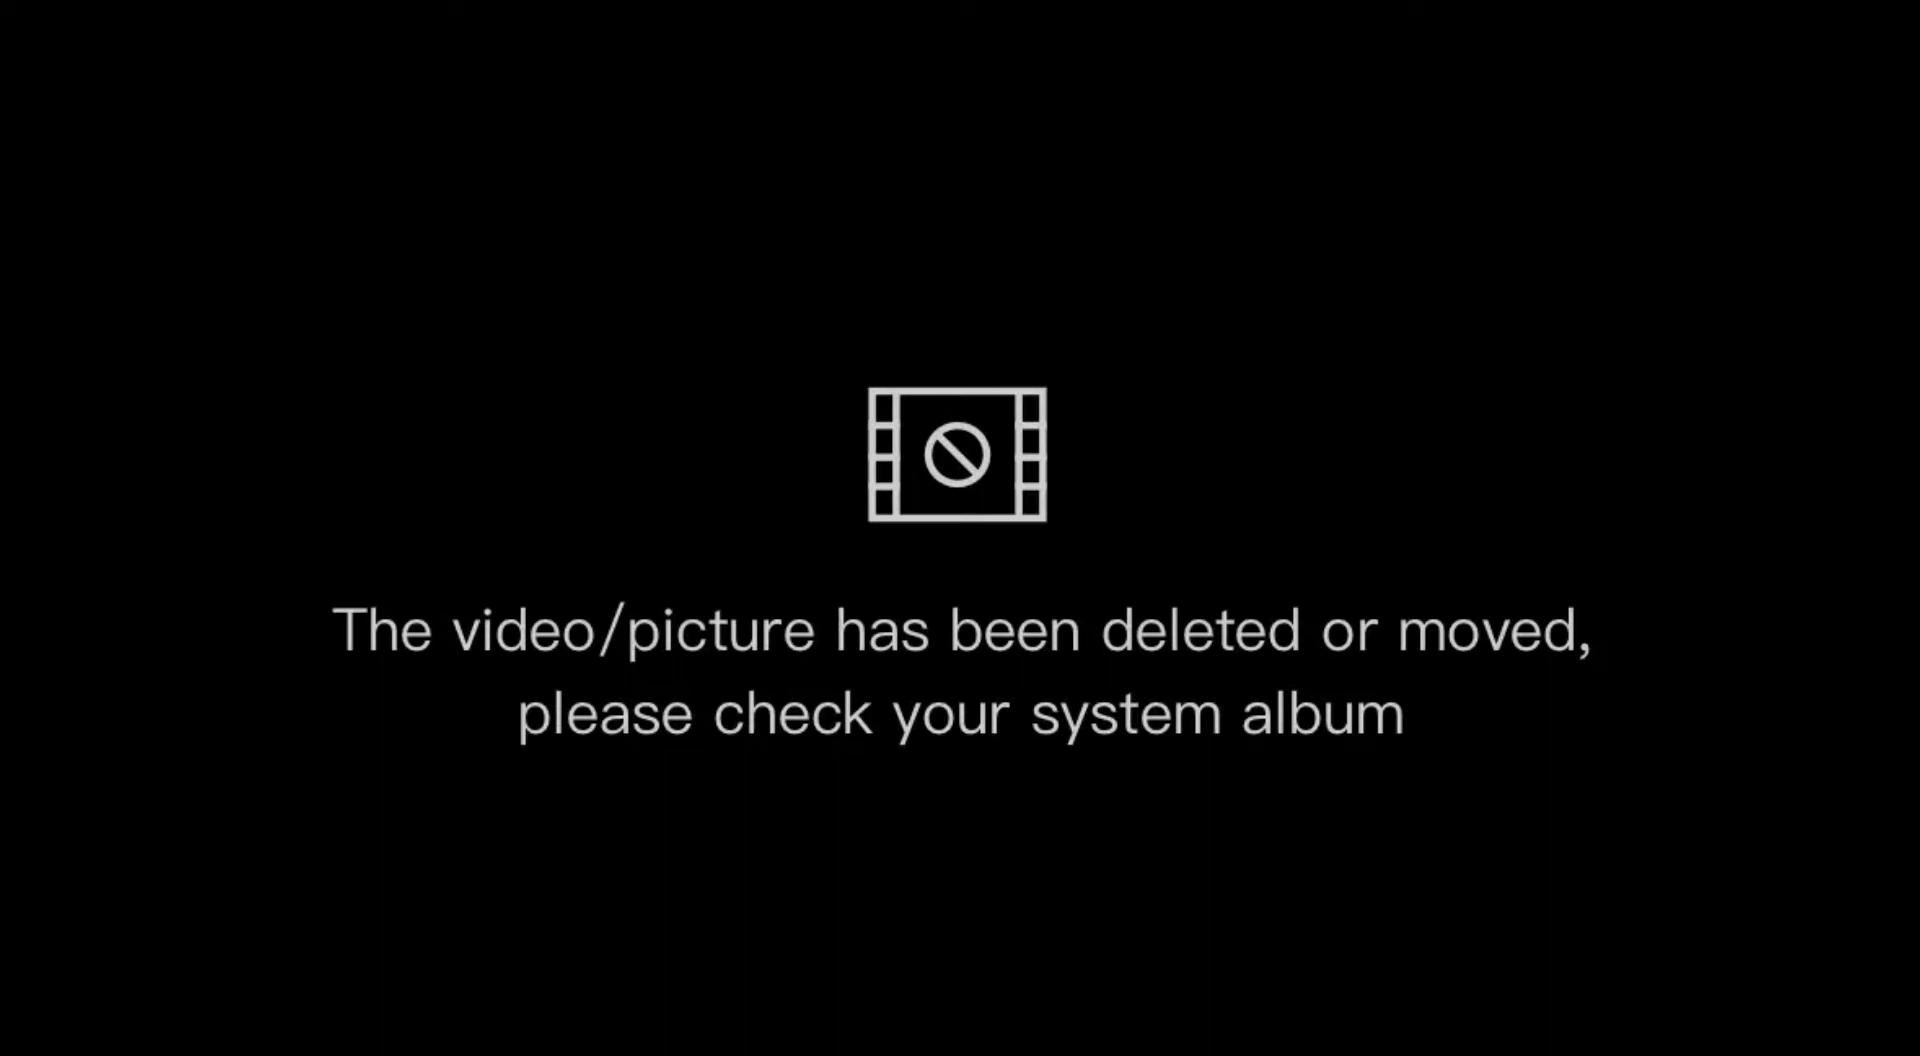 The video/picture has been deleted or moved,
please check your system album